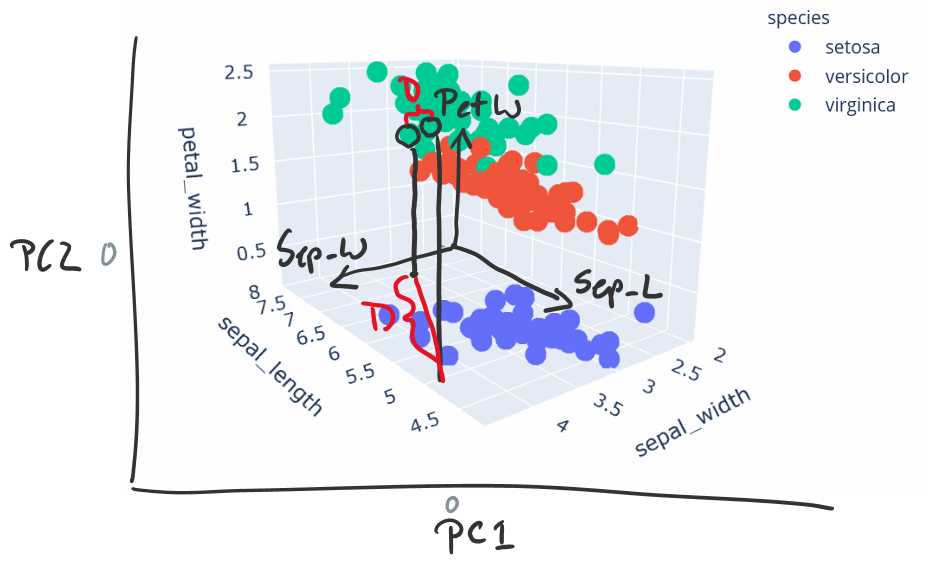 species
setosa
versicolor
virginica
2.5
2
1.5
1
0.5
petal_width
D
Pet W
PC2 0
Sep-W
Sep-L
D
8
7.5
7
6.5
6
5.5
5
4.5
sepal_length
2
2.5
3
3.5
4
sepal_width
0
PC1